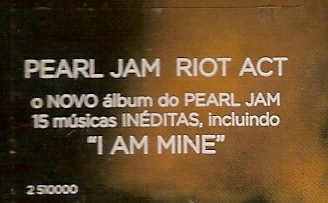 PEARL JAM RIOT ACT
o NOVO álbum do PEARL JAM
15 músicas INÉDITAS, incluindo
"I AM MINE"
2 510000